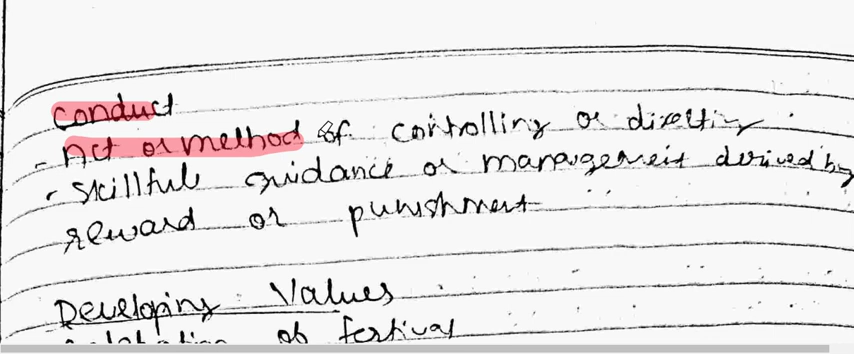 Conduct
- Act or method of controlling or directing.
- Skillful guidance or management derived by
reward or punishment
Developing Values
of festival